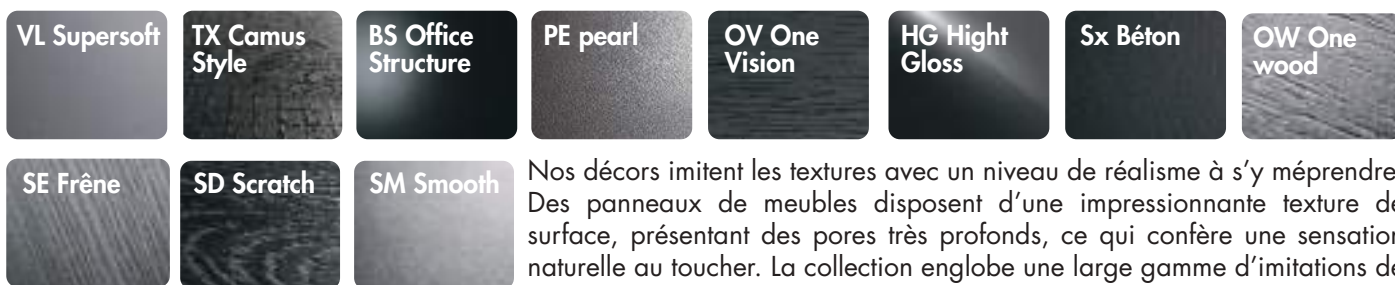 VL Supersoft
TX Camus
Style
BS Office
Structure
PE pearl
OV One
Vision
HG Hight
Gloss
Sx Béton
OW One
wood
SE Frêne
SD Scratch
SM Smooth
Nos décors imitent les textures avec un niveau de réalisme à s’y méprendre
Des panneaux de meubles disposent d’une impressionnante texture de
surface, présentant des pores très profonds, ce qui confère une sensation
naturelle au toucher. La collection englobe une large gamme d’imitations de